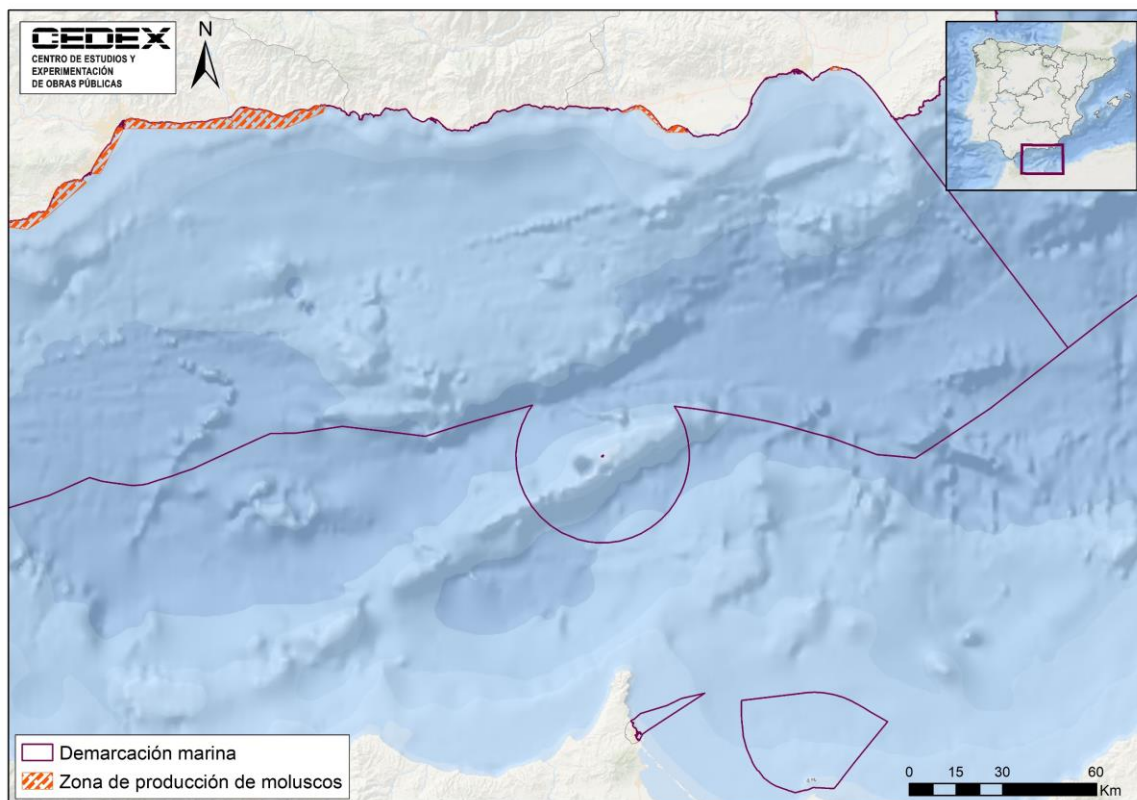 CEDEX
CENTRO DE ESTUDIOS Y
EXPERIMENTACIÓN
DE OBRAS PÚBLICAS
N
Demarcación marina
Zona de producción de moluscos
0 15 30 60
Km